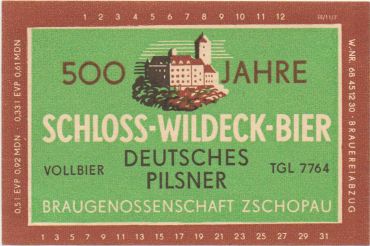 1 2 3 4 5 6 7 8 9 10 11 12
500 JAHRE
SCHLOSS-WILDECK-BIER
DEUTSCHES
PILSNER
VOLLBIER
TGL 7764
BRAUGENOSSENSCHAFT ZSCHOPAU
1 3 5 7 9 11 13 15 17 19 21 23 25 27 29 31
0,5 l EVP 0,92 MDN · 0,33 l EVP 0,61 MDN
W.-NR. 68 45 12 30 · BRAUEREIABZUG